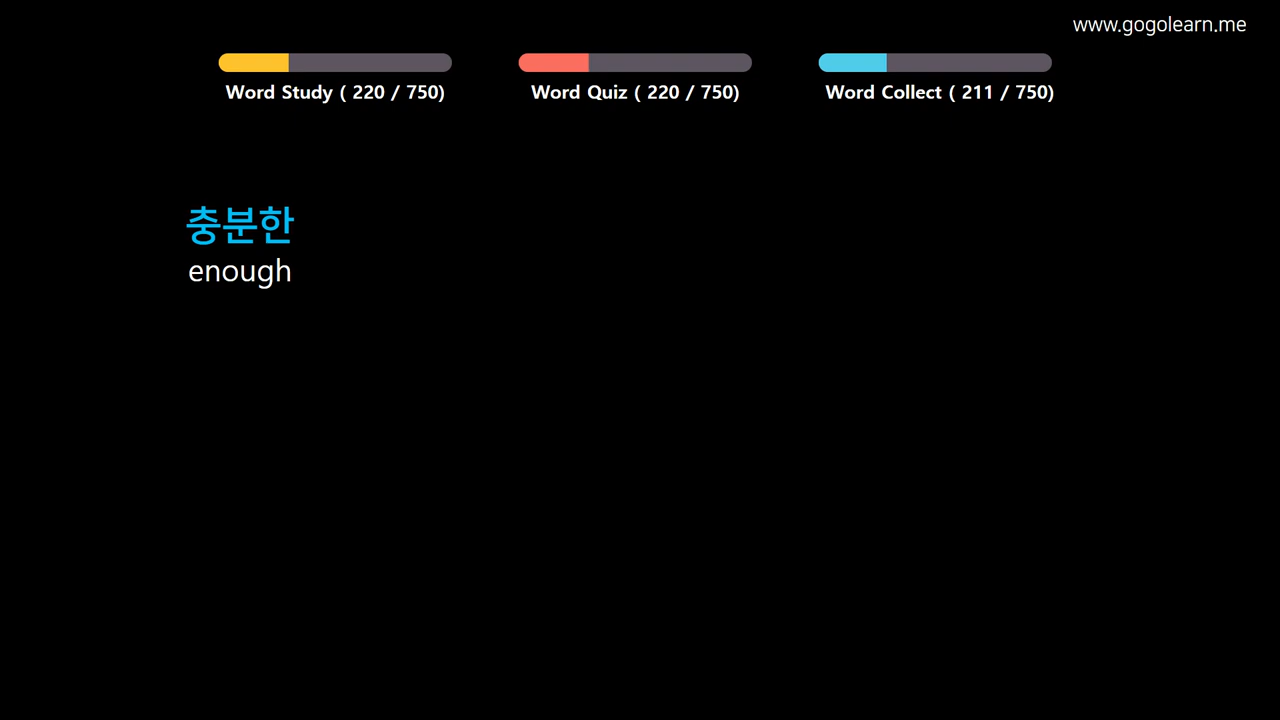 www.gogolearn.me
Word Study ( 220 / 750)
Word Quiz ( 220 / 750)
Word Collect ( 211 / 750)
충분한
enough